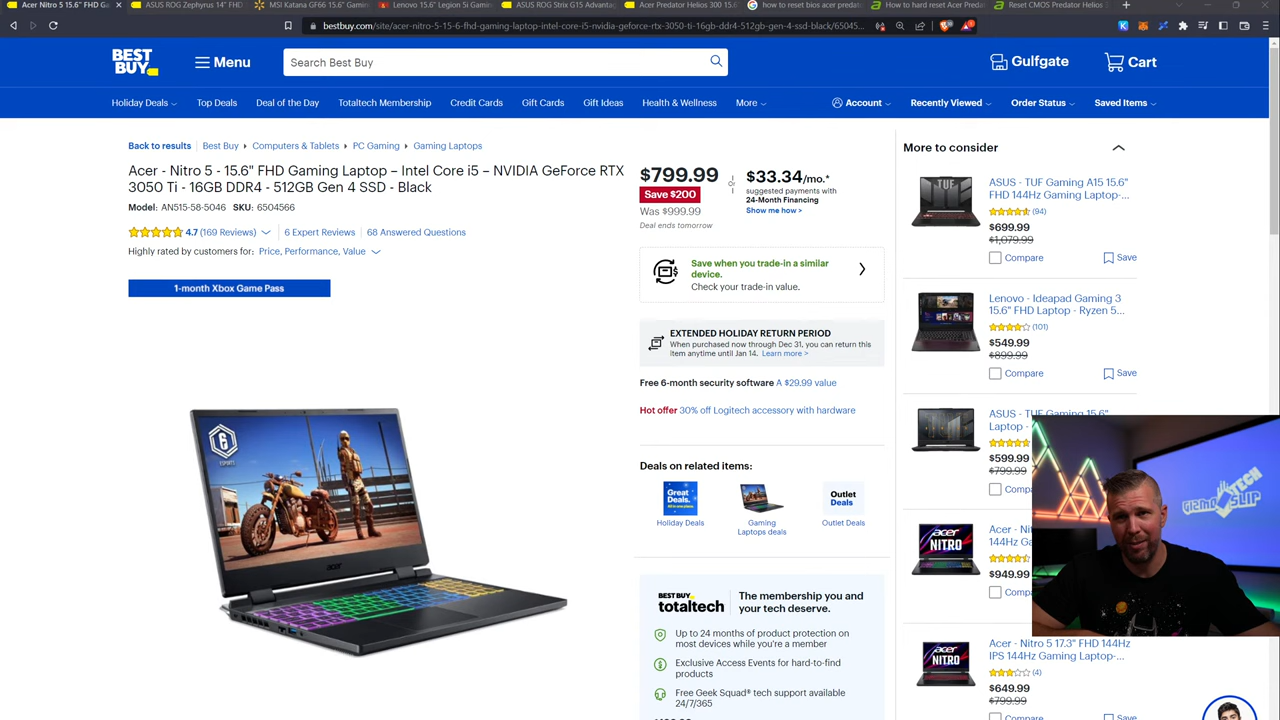 Acer Nitro 5 15.6" FHD Ga
ASUS ROG Zephyrus 14" FHD
MSI Katana GF66 15.6" Gamin
Lenovo 15.6" Legion 5i Gamin
ASUS ROG Strix G15 Advantag
Acer Predator Helios 300 15.6
how to reset bios acer predat
How to hard reset Acer Predat
Reset CMOS Predator Helios
bestbuy.com/site/acer-nitro-5-15-6-fhd-gaming-laptop-intel-core-i5-nvidia-geforce-rtx-3050-ti-16gb-ddr4-512gb-gen-4-ssd-black/65045...
BEST BUY
Menu
Search Best Buy
Gulfgate
Cart
Holiday Deals
Top Deals
Deal of the Day
Totaltech Membership
Credit Cards
Gift Cards
Gift Ideas
Health & Wellness
More
Account
Recently Viewed
Order Status
Saved Items
Back to results
Best Buy
Computers & Tablets
PC Gaming
Gaming Laptops
Acer - Nitro 5 - 15.6" FHD Gaming Laptop – Intel Core i5 – NVIDIA GeForce RTX
3050 Ti - 16GB DDR4 - 512GB Gen 4 SSD - Black
Model: AN515-58-5046 SKU: 6504566
4.7 (169 Reviews)
6 Expert Reviews
68 Answered Questions
Highly rated by customers for: Price, Performance, Value
1-month Xbox Game Pass
6
ESPORTS
acer
$799.99
Save $200
Was $999.99
Deal ends tomorrow
or
$33.34/mo.*
suggested payments with
24-Month Financing
Show me how >
Save when you trade-in a similar
device.
Check your trade-in value.
EXTENDED HOLIDAY RETURN PERIOD
When purchased now through Dec 31, you can return this
item anytime until Jan 14. Learn more >
Free 6-month security software A $29.99 value
Hot offer 30% off Logitech accessory with hardware
Deals on related items:
Great
Deals.
Holiday Deals
Gaming
Laptops deals
Outlet
Deals
Outlet Deals
BEST BUY
totaltech
The membership you and
your tech deserve.
Up to 24 months of product protection on
most devices while you're a member
Exclusive Access Events for hard-to-find
products
Free Geek Squad® tech support available
24/7/365
More to consider
TUF
ASUS - TUF Gaming A15 15.6"
FHD 144Hz Gaming Laptop-...
(94)
$699.99
$1,079.99
Compare
Save
Lenovo - Ideapad Gaming 3
15.6" FHD Laptop - Ryzen 5...
(101)
$549.99
$899.99
Compare
Save
ASUS - TUF Gaming 15.6"
Laptop -
$599.99
$799.99
Comp
acer
NITRO
Acer - Ni
144Hz Ga
$949.99
Comp
acer
NITRO
Acer - Nitro 5 17.3" FHD 144Hz
IPS 144Hz Gaming Laptop-...
(4)
$649.99
$799.99
Compare
Save
GIZMO SLIP
TECH